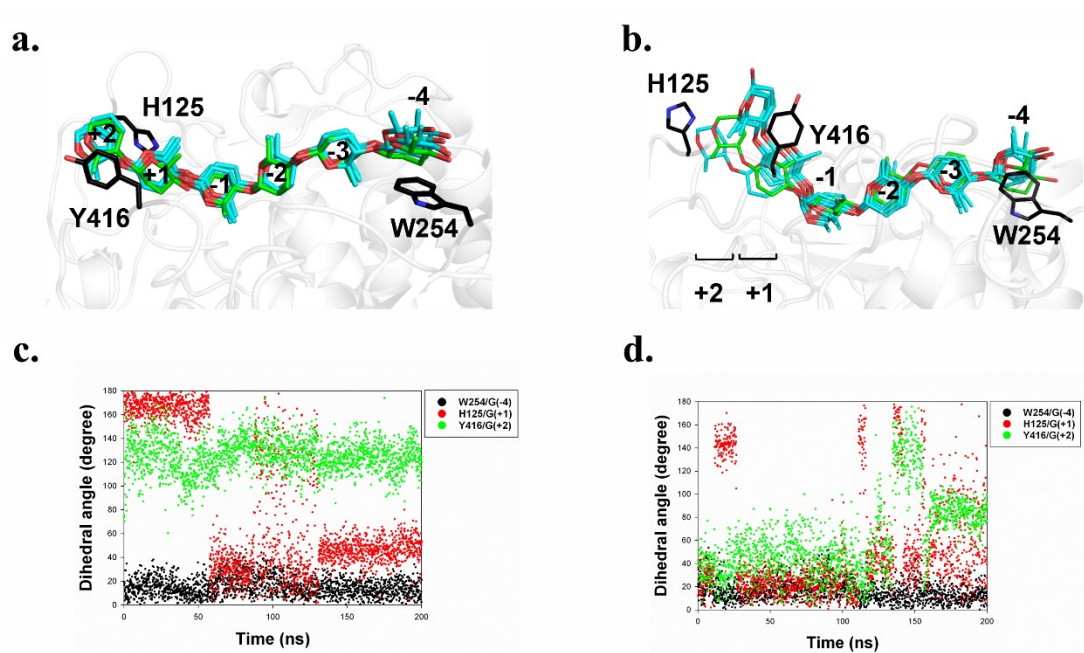 a.
H125
+2
+1
-1
-2
-3
-4
Y416
W254
b.
H125
Y416
-1
-2
-3
-4
W254
+2
+1
c.
Dihedral angle (degree)
180
160
140
120
100
80
60
40
20
0
0
50
100
150
200
Time (ns)
W254/G(-4)
H125/G(+1)
Y416/G(+2)
d.
Dihedral angle (degree)
180
160
140
120
100
80
60
40
20
0
0
50
100
150
200
Time (ns)
W254/G(-4)
H125/G(+1)
Y416/G(+2)